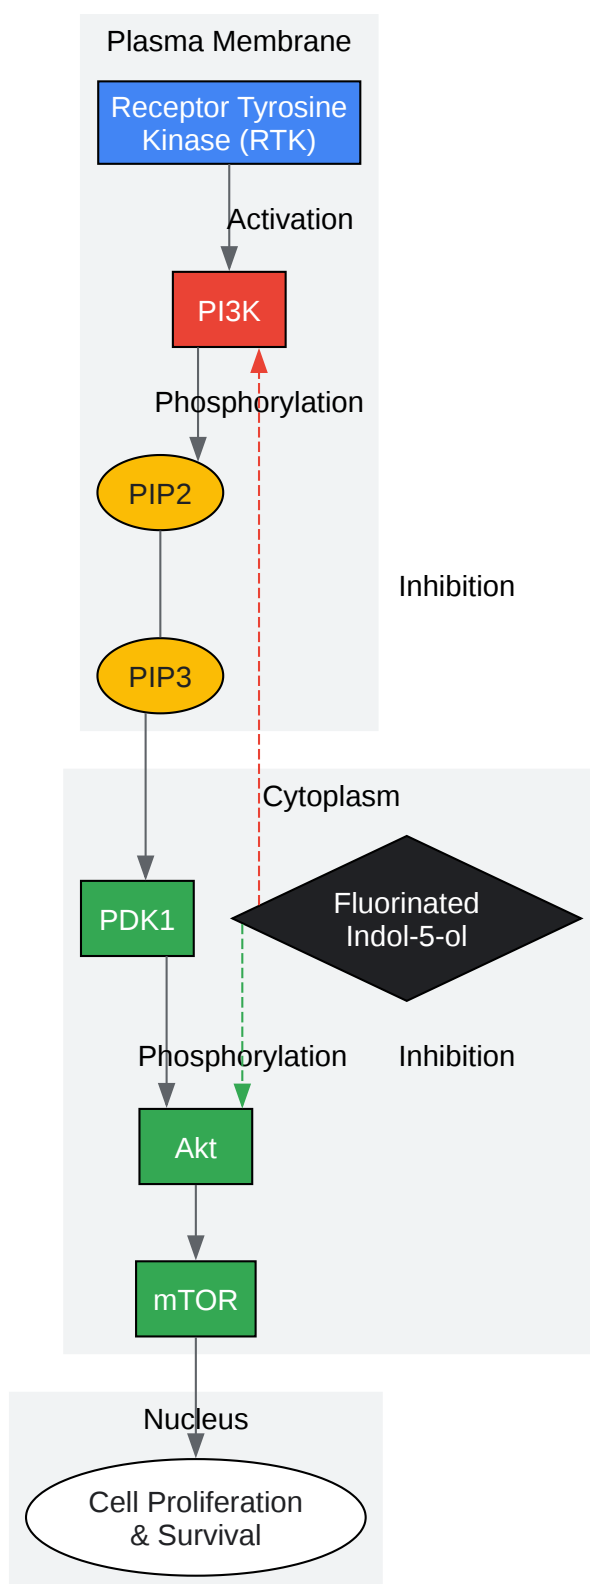 Plasma Membrane
Receptor Tyrosine
Kinase (RTK)
Activation
PI3K
Phosphorylation
PIP2
Inhibition
PIP3
Cytoplasm
Fluorinated
Indol-5-ol
PDK1
Phosphorylation
Inhibition
Akt
mTOR
Nucleus
Cell Proliferation
& Survival